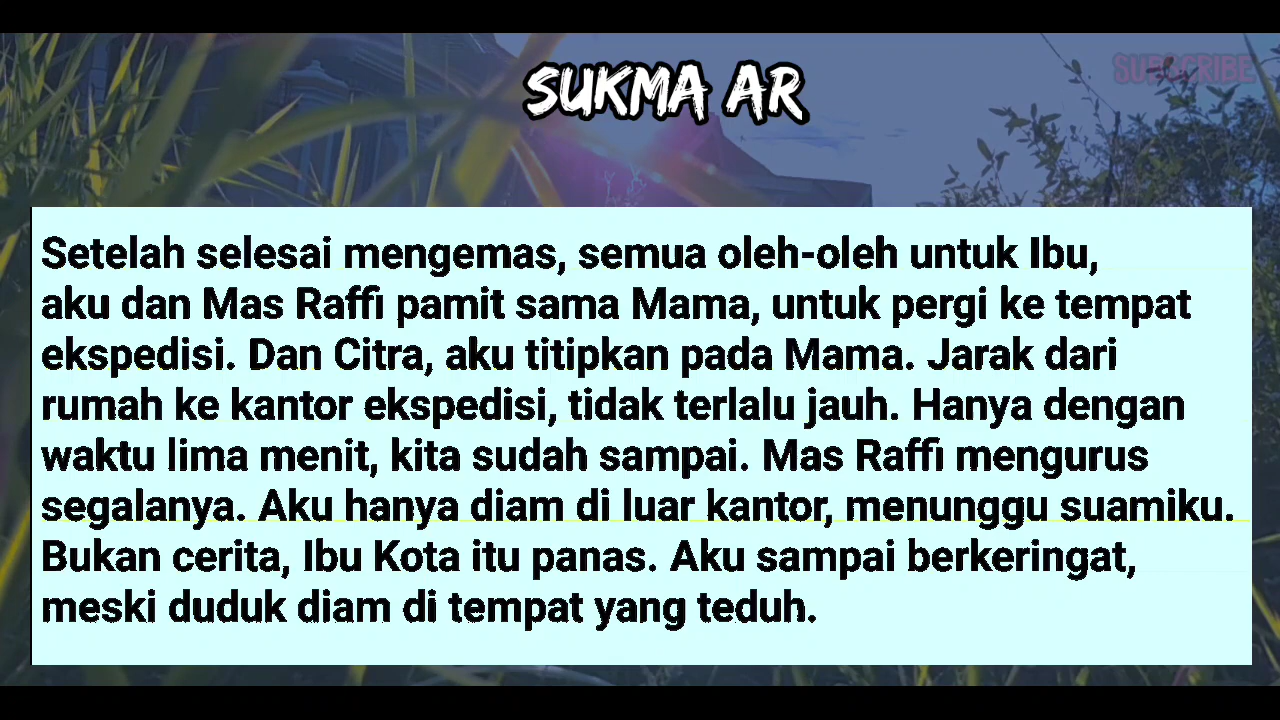 SUKMA AR
SUBSCRIBE
Setelah selesai mengemas, semua oleh-oleh untuk Ibu,
aku dan Mas Raffi pamit sama Mama, untuk pergi ke tempat
ekspedisi. Dan Citra, aku titipkan pada Mama. Jarak dari
rumah ke kantor ekspedisi, tidak terlalu jauh. Hanya dengan
waktu lima menit, kita sudah sampai. Mas Raffi mengurus
segalanya. Aku hanya diam di luar kantor, menunggu suamiku.
Bukan cerita, Ibu Kota itu panas. Aku sampai berkeringat,
meski duduk diam di tempat yang teduh.